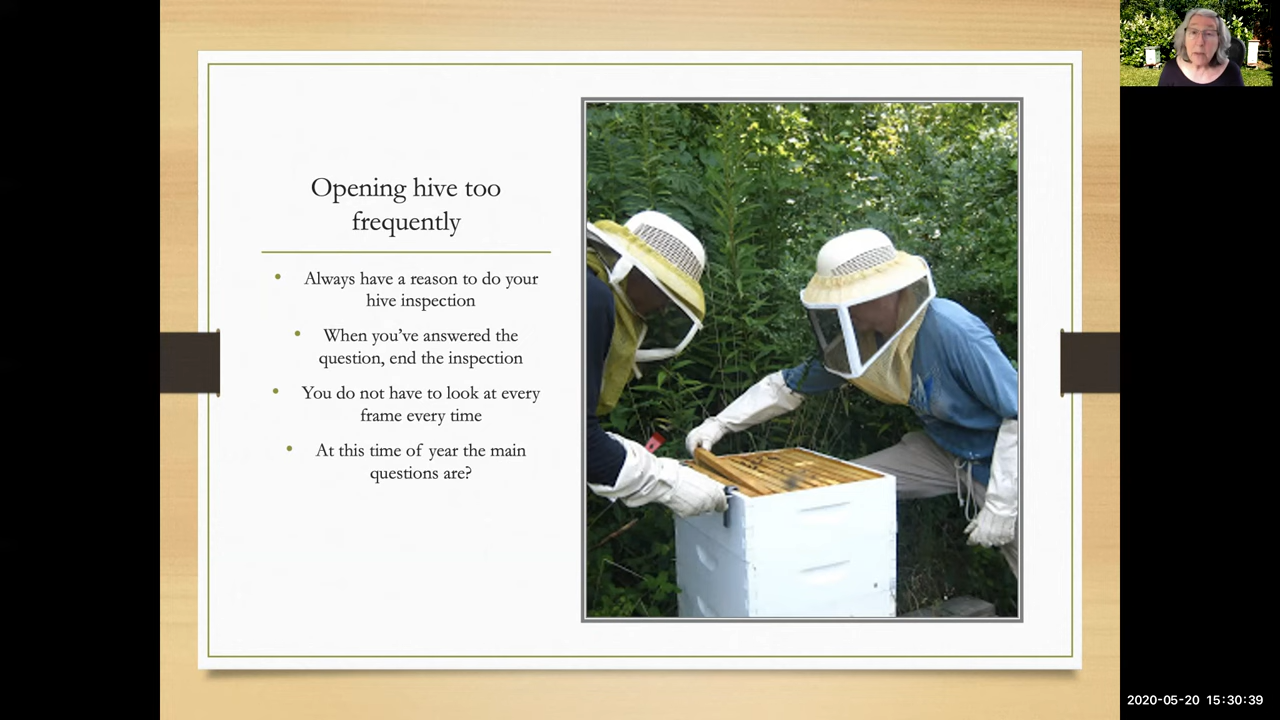 Opening hive too
frequently
• Always have a reason to do your
hive inspection
• When you’ve answered the
question, end the inspection
• You do not have to look at every
frame every time
• At this time of year the main
questions are?
2020-05-20 15:30:39